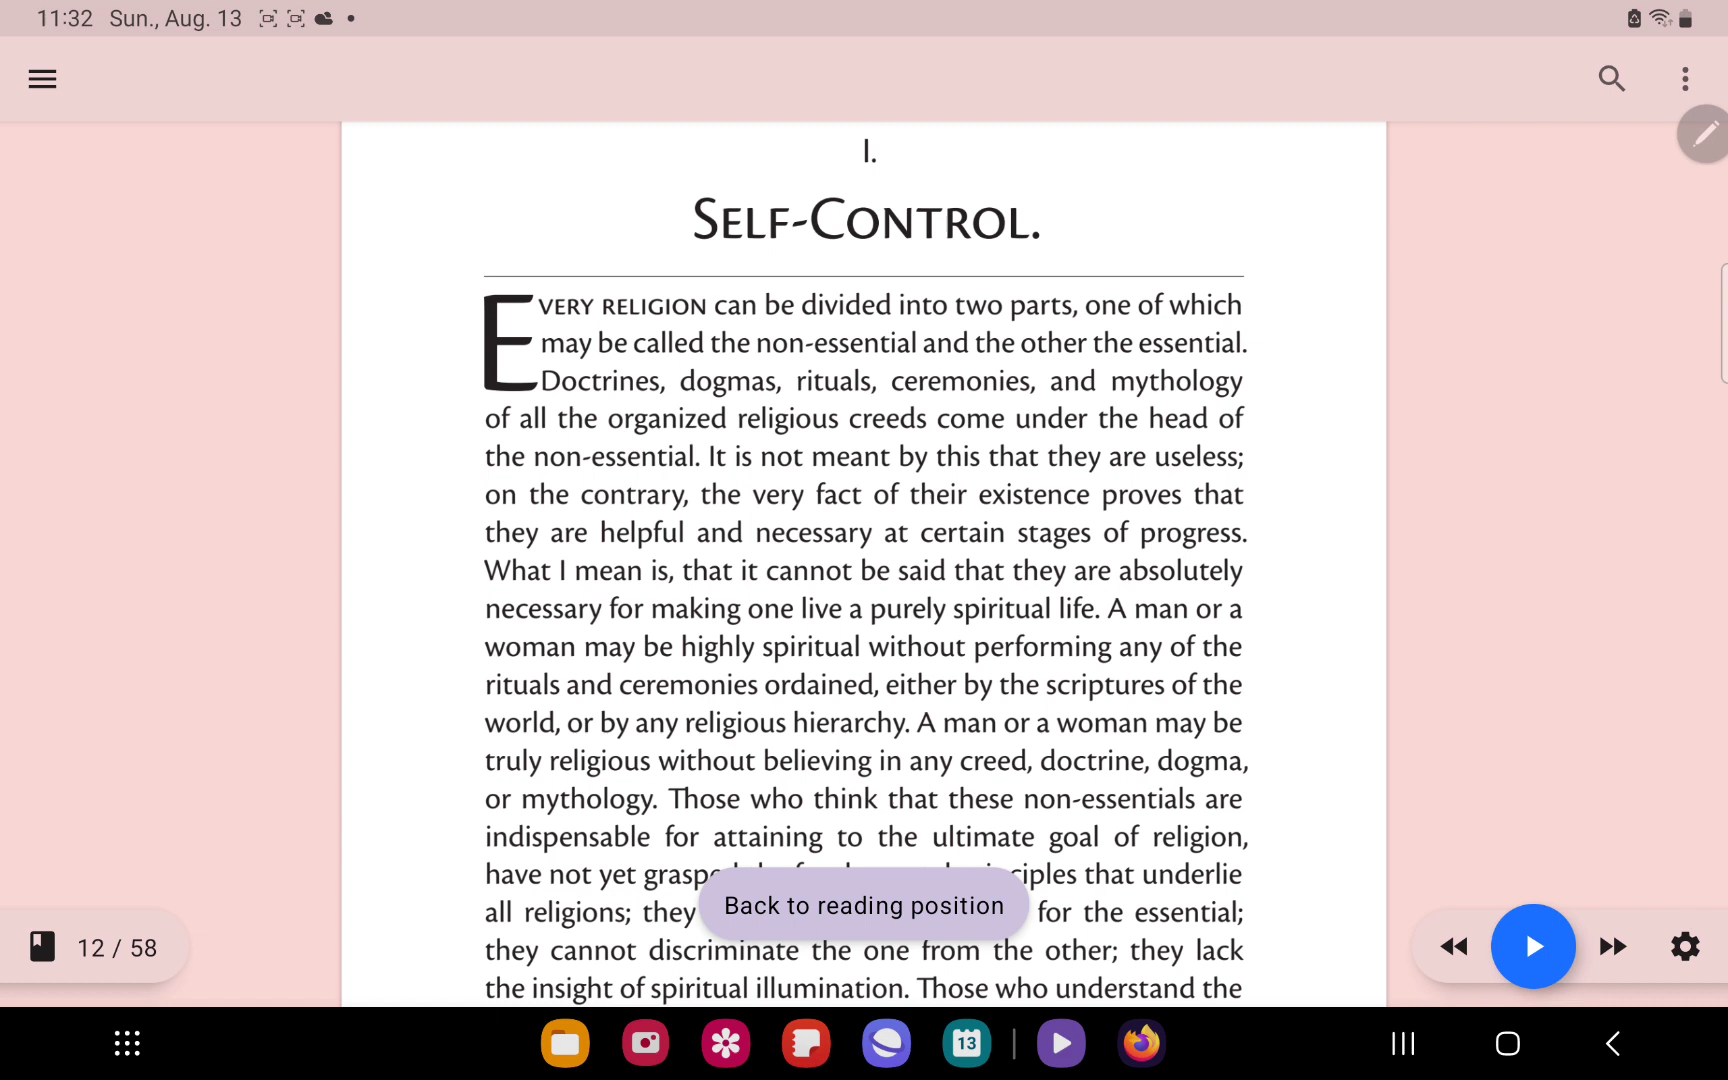 11:32 Sun., Aug. 13
I.
SELF-CONTROL.
EVERY RELIGION can be divided into two parts, one of which
may be called the non-essential and the other the essential.
Doctrines, dogmas, rituals, ceremonies, and mythology
of all the organized religious creeds come under the head of
the non-essential. It is not meant by this that they are useless;
on the contrary, the very fact of their existence proves that
they are helpful and necessary at certain stages of progress.
What I mean is, that it cannot be said that they are absolutely
necessary for making one live a purely spiritual life. A man or a
woman may be highly spiritual without performing any of the
rituals and ceremonies ordained, either by the scriptures of the
world, or by any religious hierarchy. A man or a woman may be
truly religious without believing in any creed, doctrine, dogma,
or mythology. Those who think that these non-essentials are
indispensable for attaining to the ultimate goal of religion,
have not yet that underlie
all religions; they for the essential;
they cannot discriminate the one from the other; they lack
the insight of spiritual illumination. Those who understand the
Back to reading position
12 / 58
13